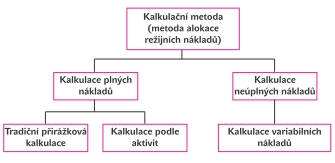 Kalkulační metoda
(metoda alokace
režijních nákladů)
Kalkulace plných
nákladů
Kalkulace
neúplných nákladů
Tradiční přirážková
kalkulace
Kalkulace podle
aktivit
Kalkulace variabilních
nákladů